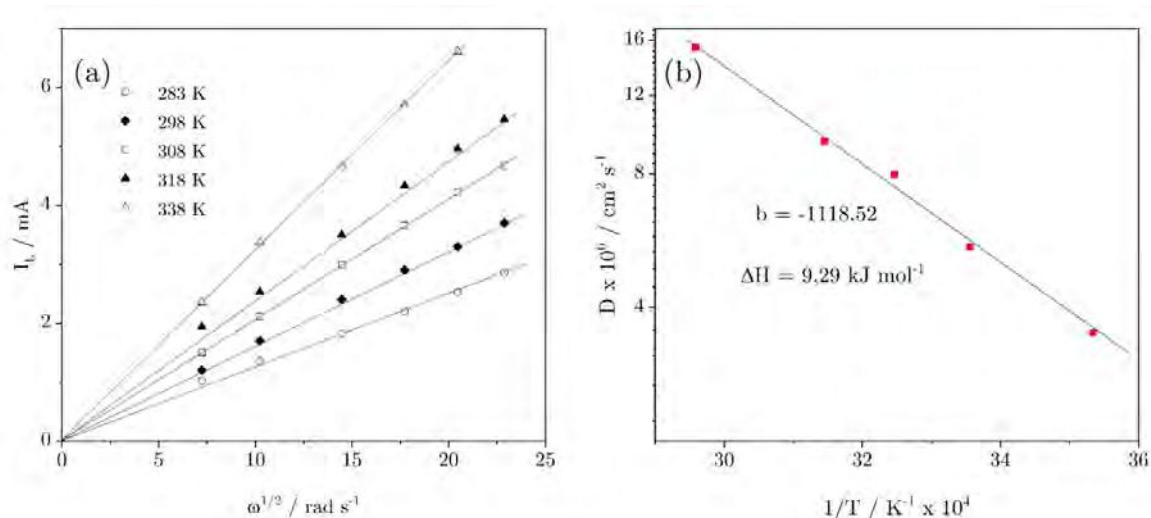 (a)
283 K
298 K
308 K
318 K
338 K
6
4
2
0
I_L / mA
0 5 10 15 20 25
ω^{1/2} / rad s^{-1}
(b)
16
12
8
4
D x 10^6 / cm^2 s^{-1}
b = -1118.52
ΔH = 9,29 kJ mol^{-1}
30 32 34 36
1/T / K^{-1} x 10^4